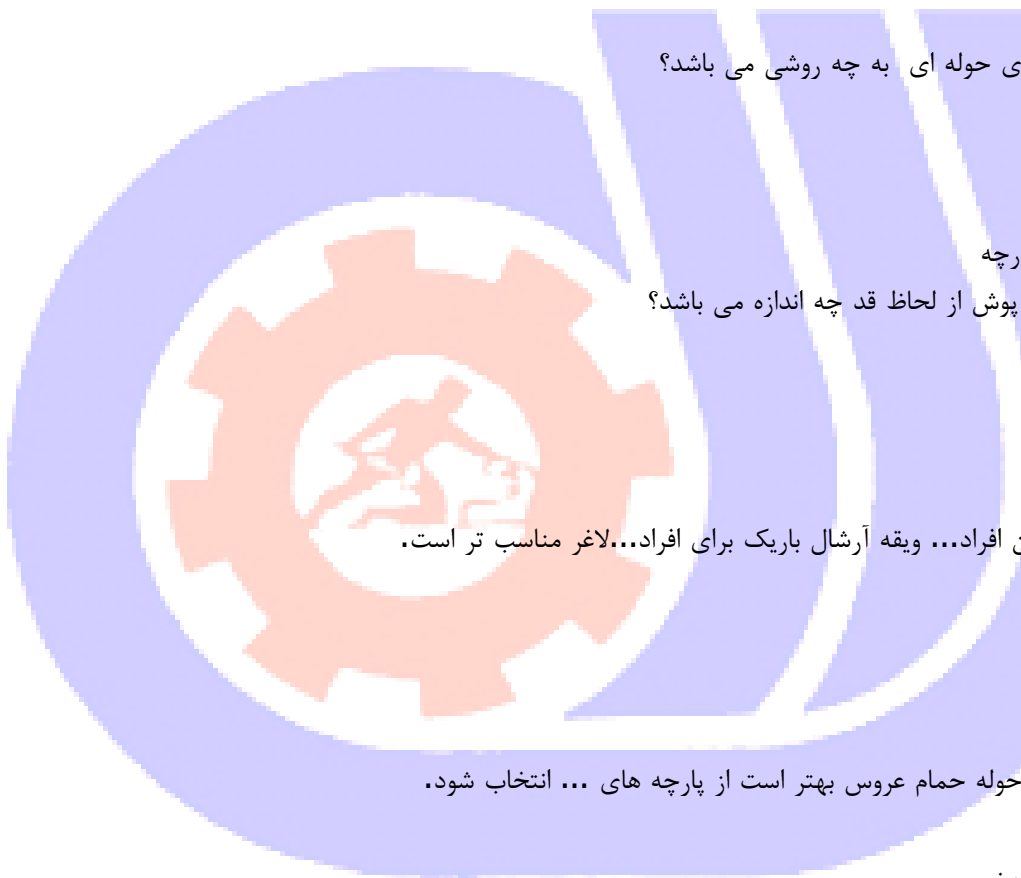 ی حوله ای به چه روشی می باشد؟
رچه
پوش از لحاظ قد چه اندازه می باشد؟
ن افراد... ویقه آرشال باریک برای افراد...لاغر مناسب تر است.
حوله حمام عروس بهتر است از پارچه های ... انتخاب شود.